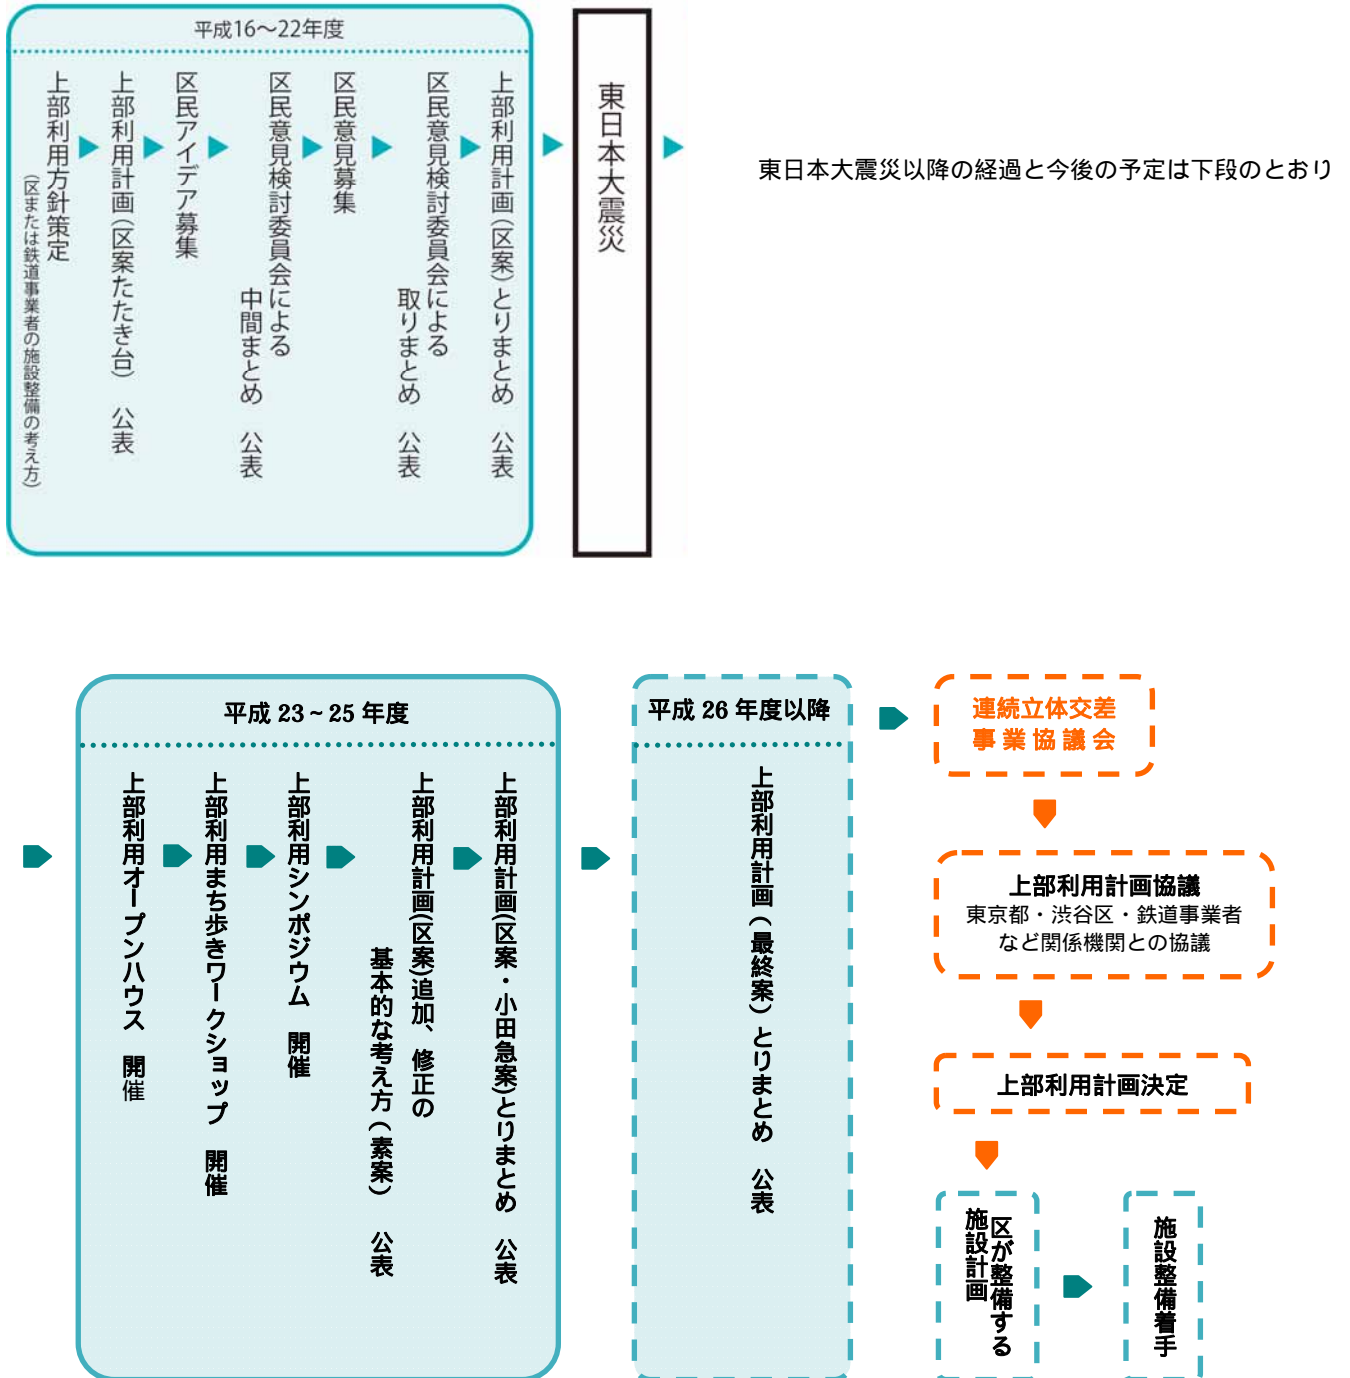 平成16～22年度
上部利用方針策定
（区または鉄道事業者の施設整備の考え方）
上部利用計画（区案たたき台）　公表
区民アイデア募集
区民意見検討委員会による
中間まとめ　公表
区民意見募集
区民意見検討委員会による
取りまとめ　公表
上部利用計画（区案）とりまとめ　公表
東日本大震災
東日本大震災以降の経過と今後の予定は下段のとおり
平成 23~25 年度
上部利用オープンハウス　開催
上部利用まち歩きワークショップ　開催
上部利用シンポジウム　開催
上部利用計画(区案)追加、修正の
基本的な考え方（素案）　公表
上部利用計画(区案・小田急案)とりまとめ　公表
平成 26 年度以降
上部利用計画（最終案）とりまとめ　公表
連続立体交差
事業協議会
上部利用計画協議
東京都・渋谷区・鉄道事業者
など関係機関との協議
上部利用計画決定
区が整備する
施設計画
施設整備着手